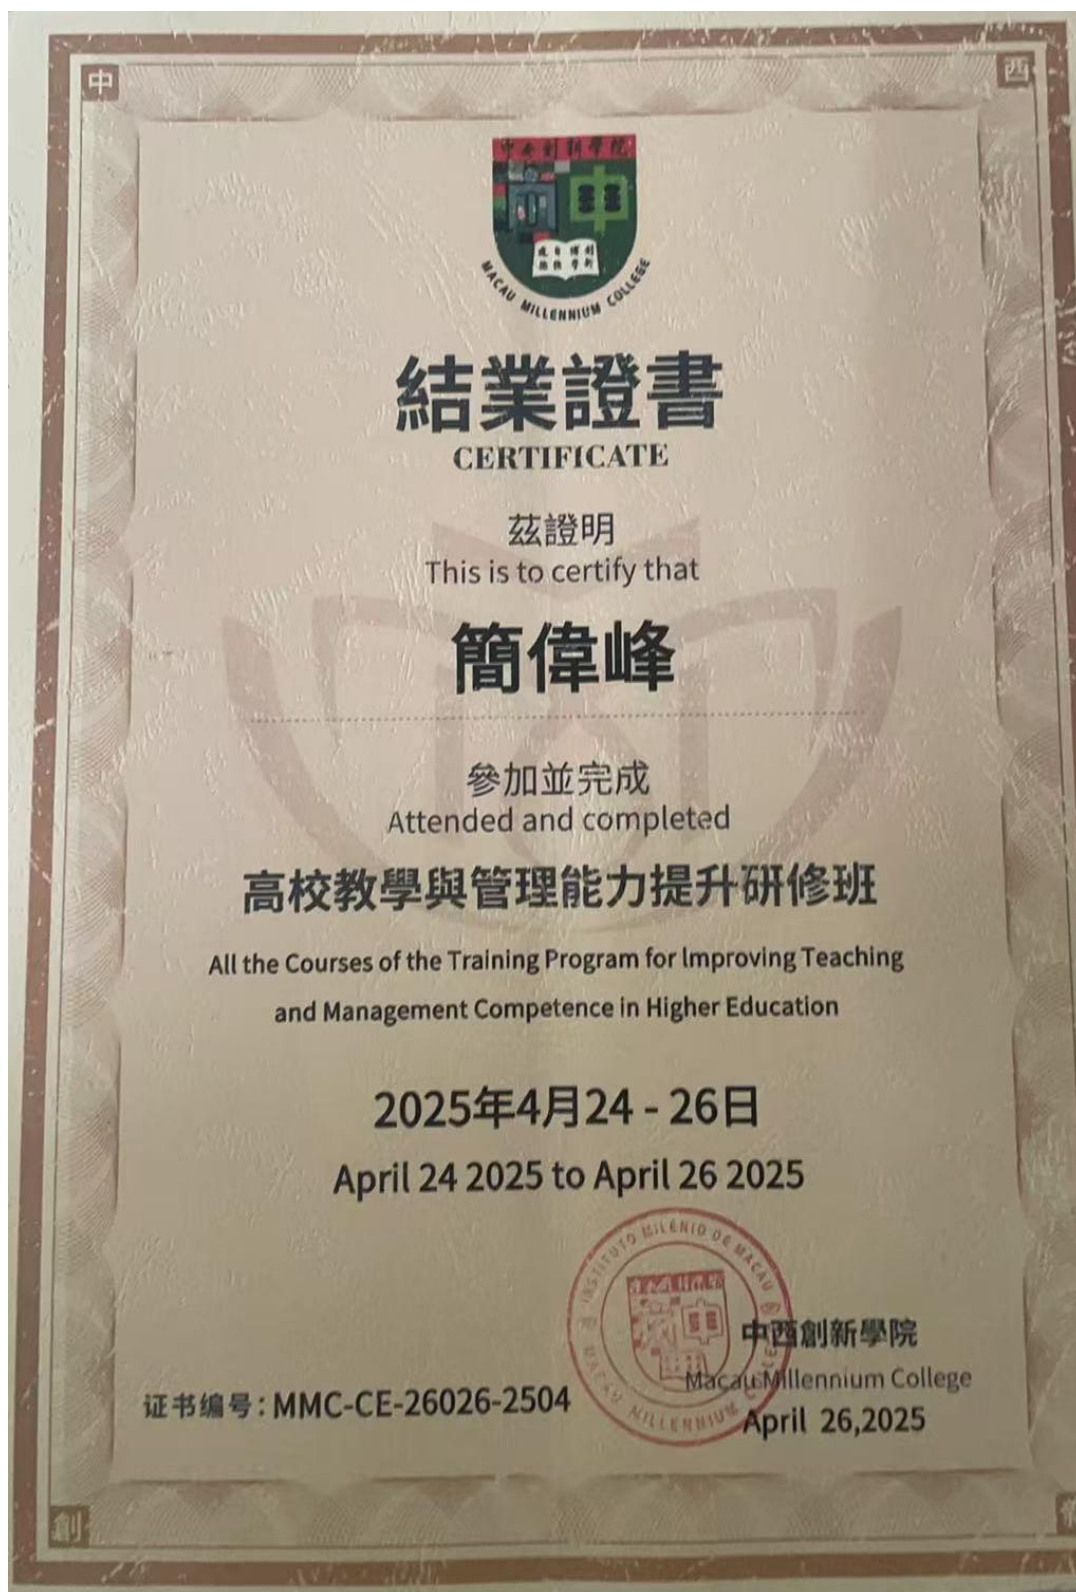 中
西
中西創新學院
MACAU MILLENNIUM COLLEGE
結業證書
CERTIFICATE
茲證明
This is to certify that
簡偉峰
參加並完成
Attended and completed
高校教學與管理能力提升研修班
All the Courses of the Training Program for Improving Teaching
and Management Competence in Higher Education
2025年4月24 - 26日
April 24 2025 to April 26 2025
INSTITUTO MILÉNIO DE MACAU
MACAU MILLENNIUM
中西創新學院
Macau Millennium College
证书编号：MMC-CE-26026-2504
April 26,2025
創